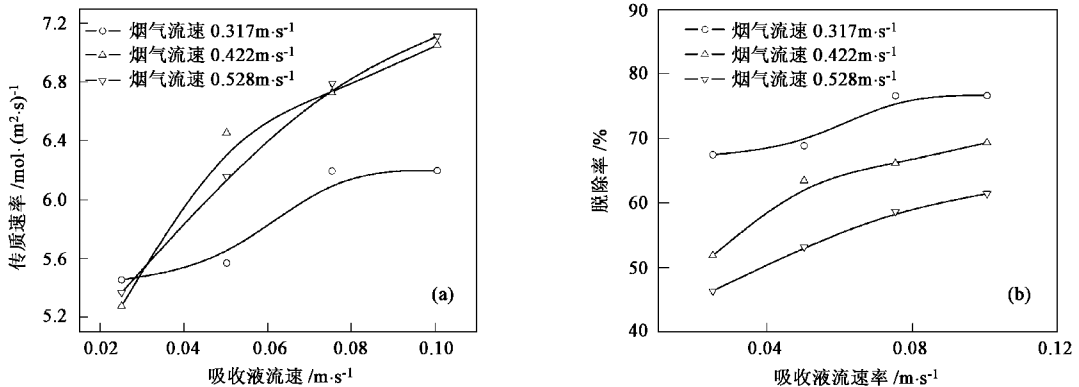 7.2
6.8
6.4
6.0
5.6
5.2
传质速率 /mol·(m²·s)⁻¹
烟气流速 0.317m·s⁻¹
烟气流速 0.422m·s⁻¹
烟气流速 0.528m·s⁻¹
(a)
0.02 0.04 0.06 0.08 0.10
吸收液流速 /m·s⁻¹
90
80
70
60
50
40
脱除率 /%
烟气流速 0.317m·s⁻¹
烟气流速 0.422m·s⁻¹
烟气流速 0.528m·s⁻¹
(b)
0.04 0.08 0.12
吸收液流速率 /m·s⁻¹